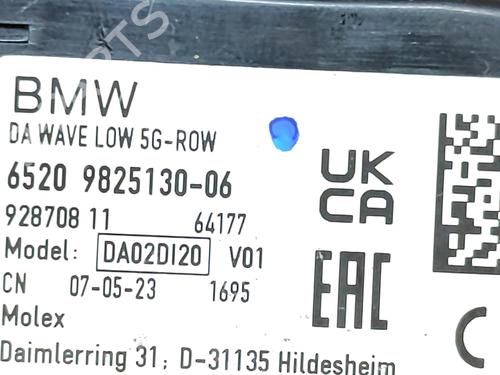 BMW
DA WAVE LOW 5G-ROW
6520 9825130-06
928708 11 64177
Model: DA02DI20 V01
CN 07-05-23 1695
Molex
Daimlerring 31; D-31135 Hildesheim
UK
CA
EAC